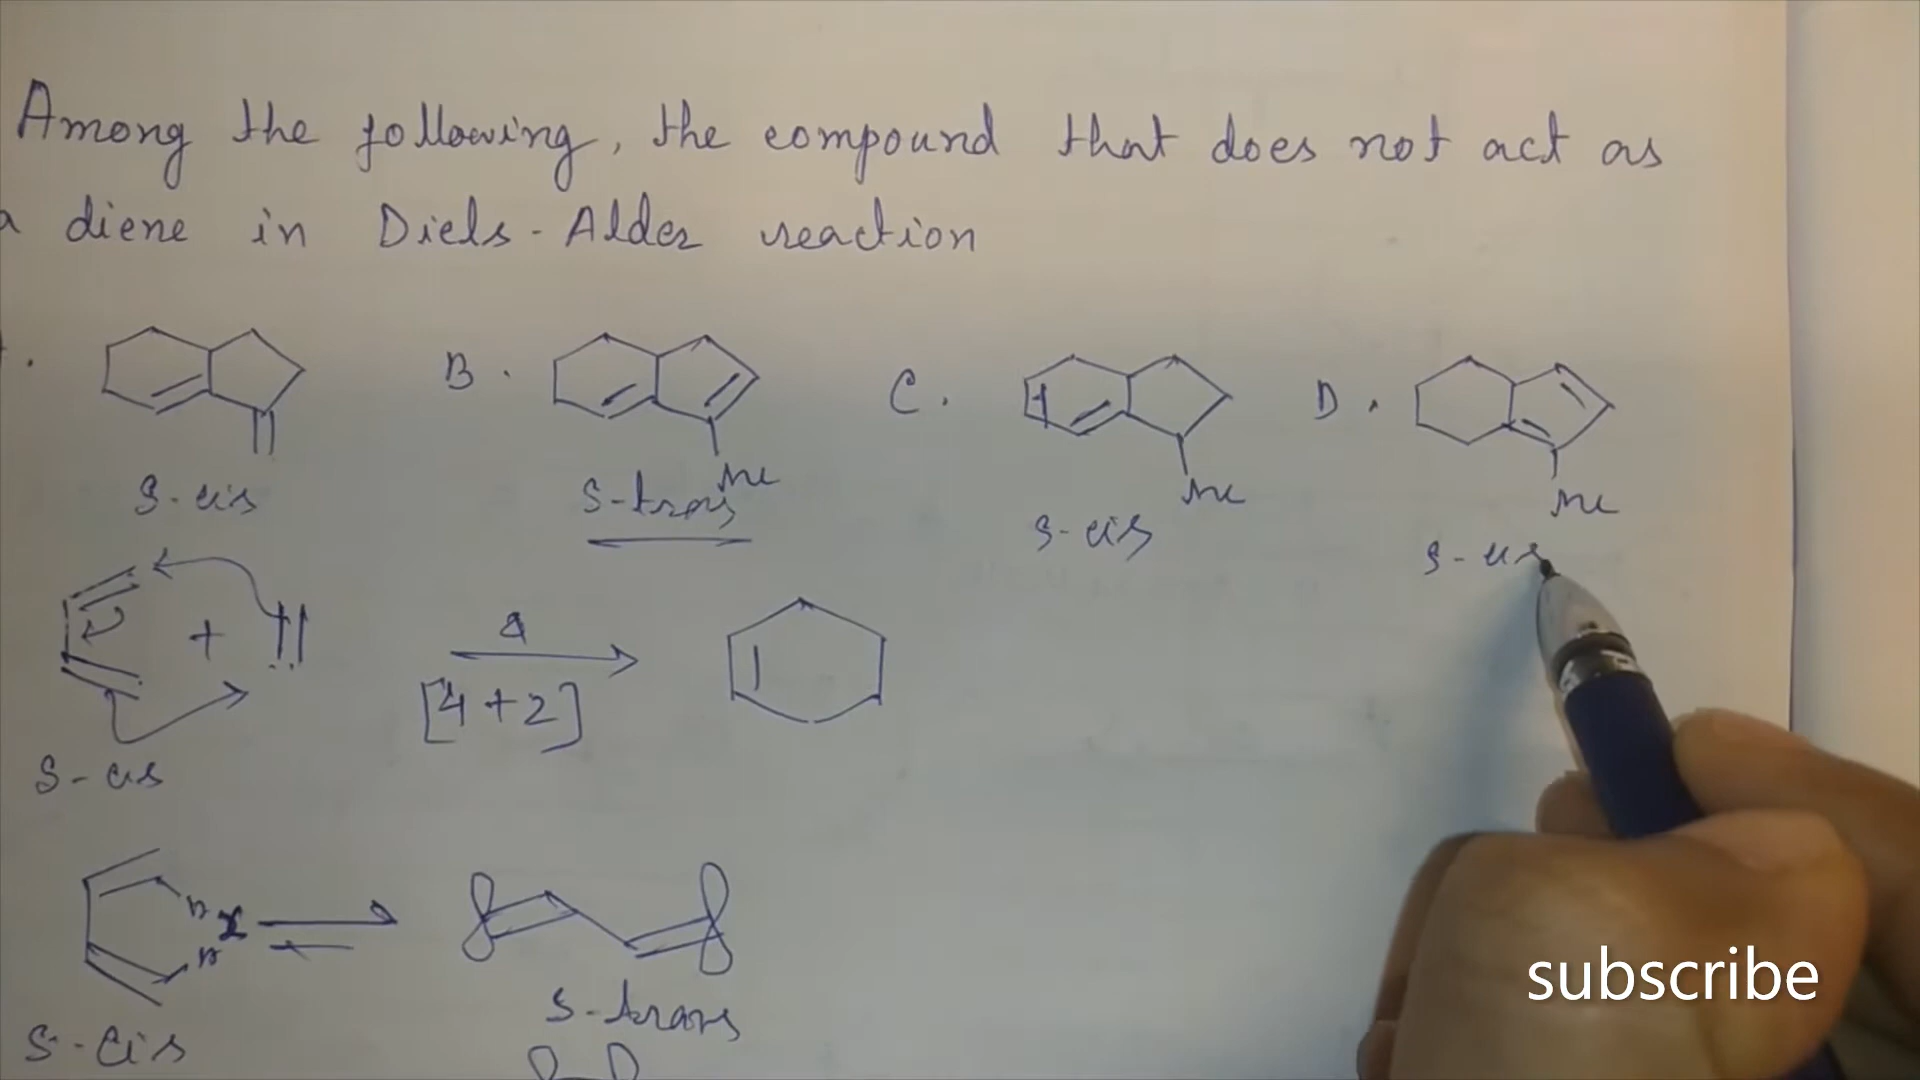 Among the following, the compound that does not act as
a diene in Diels-Alder reaction
B. C. D.
Me Me Me
S-cis S-trans S-cis S-cis
+ Δ
[4+2]
S-cis
H
H
S-cis S-trans
subscribe